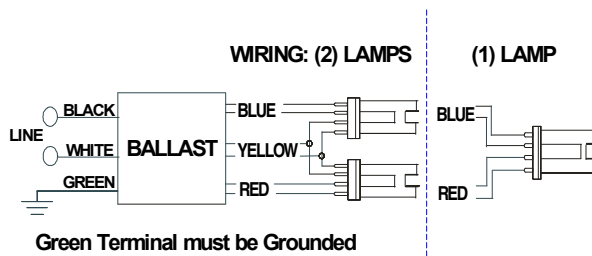 WIRING: (2) LAMPS
(1) LAMP
BLACK
BLUE
BLUE
LINE
WHITE
BALLAST
YELLOW
GREEN
RED
RED
Green Terminal must be Grounded